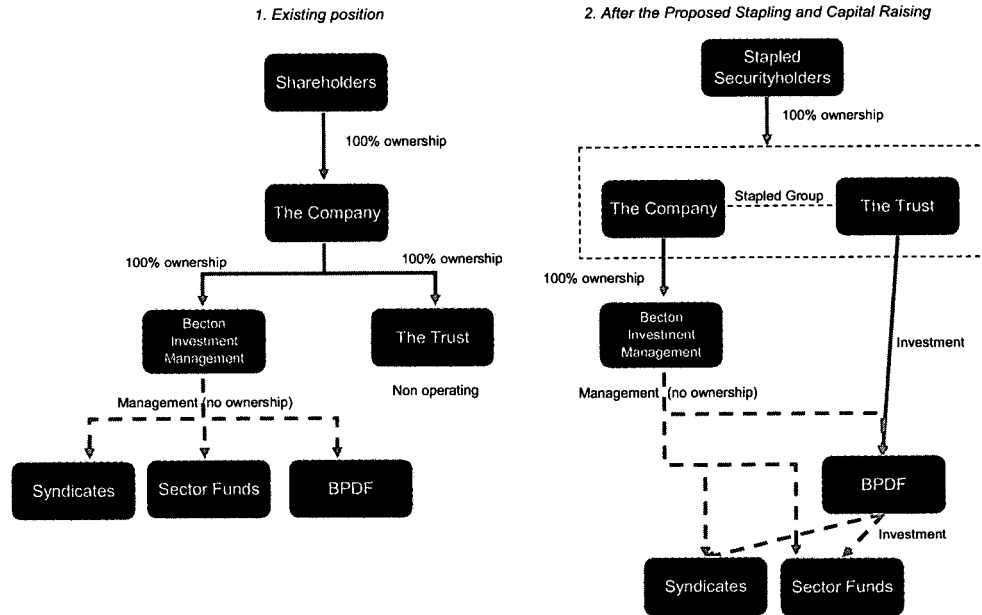 1. Existing position
Shareholders
100% ownership
The Company
100% ownership
100% ownership
Becton
Investment
Management
The Trust
Non operating
Management (no ownership)
Syndicates
Sector Funds
BPDF
2. After the Proposed Stapling and Capital Raising
Stapled
Securityholders
100% ownership
The Company
Stapled Group
The Trust
100% ownership
Becton
Investment
Management
Investment
Management (no ownership)
BPDF
Investment
Syndicates
Sector Funds